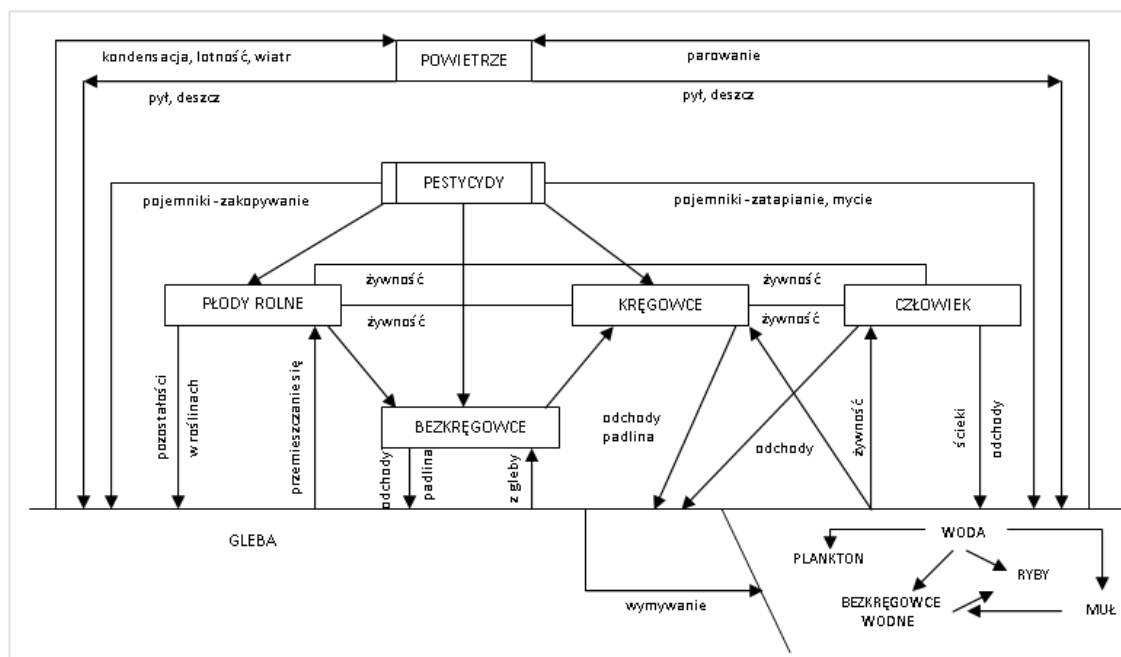 kondensacja, lotność, wiatr
POWIETRZE
parowanie
pył, deszcz
pył, deszcz
PESTYCYDY
pojemniki-zakopywanie
pojemniki-zatapianie, mycie
żywność
żywność
PŁODY ROLNE
KRĘGOWCE
CZŁOWIEK
żywność
żywność
pozostałości
w roślinach
przemieszczanie się
BEZKRĘGOWCE
odchody
padlina
z gleby
odchody
padlina
odchody
żywność
ścieki
odchody
GLEBA
WODA
PLANKTON
RYBY
BEZKRĘGOWCE
WODNE
MUŁ
wymywanie